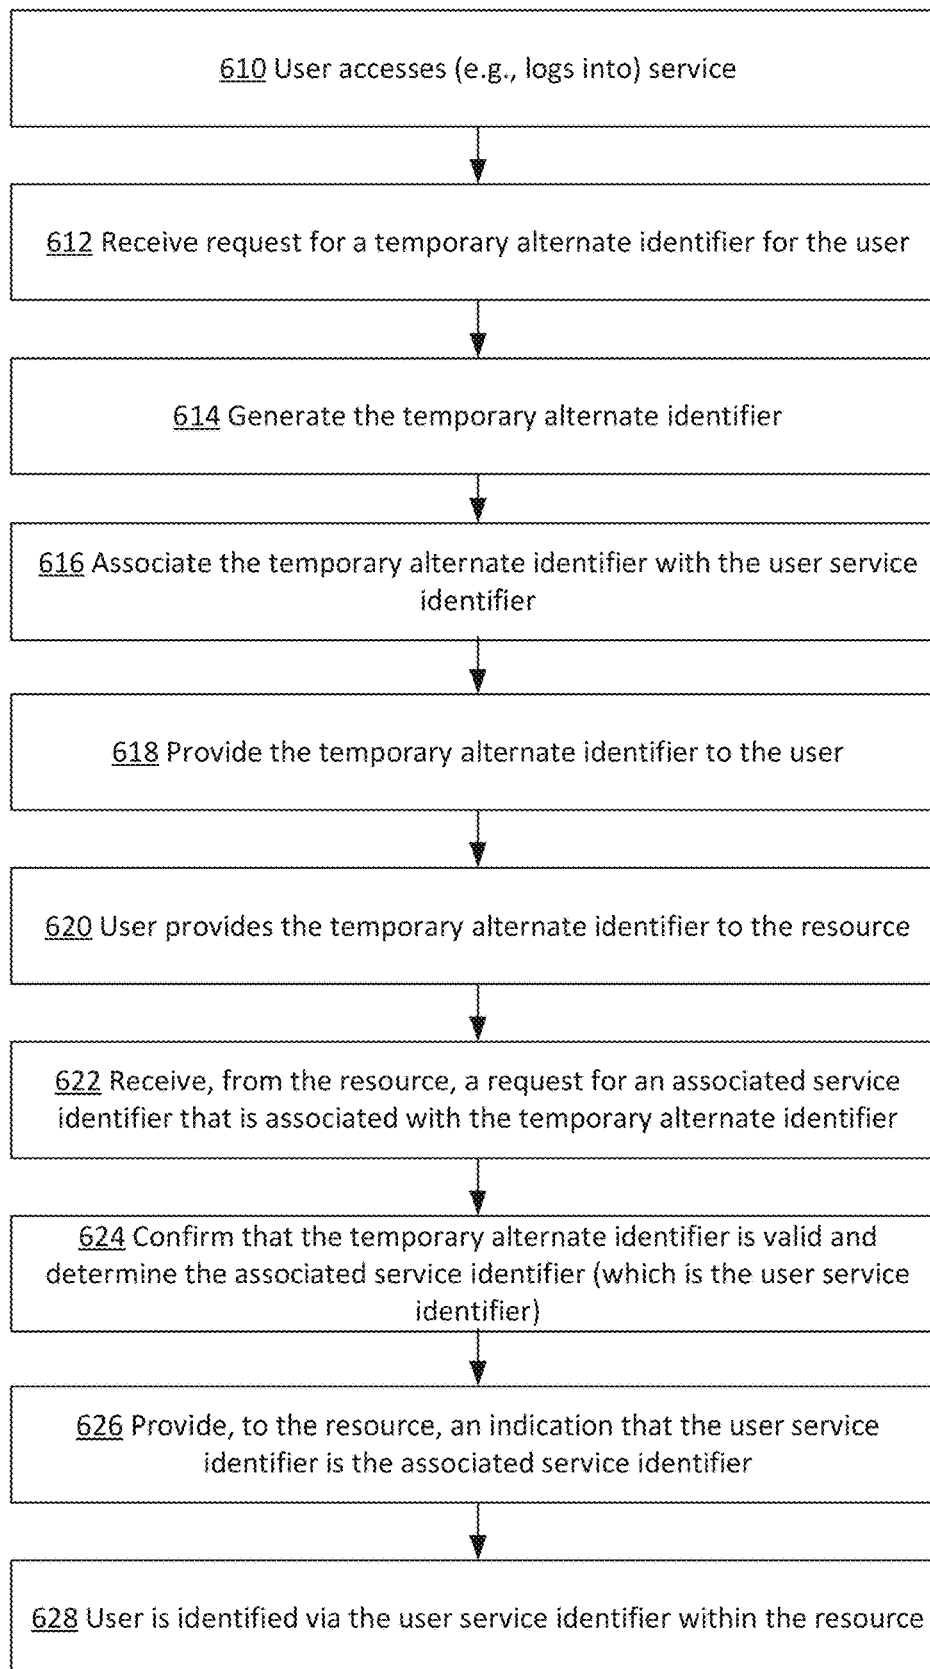 610 User accesses (e.g., logs into) service
612 Receive request for a temporary alternate identifier for the user
614 Generate the temporary alternate identifier
616 Associate the temporary alternate identifier with the user service
identifier
618 Provide the temporary alternate identifier to the user
620 User provides the temporary alternate identifier to the resource
622 Receive, from the resource, a request for an associated service
identifier that is associated with the temporary alternate identifier
624 Confirm that the temporary alternate identifier is valid and
determine the associated service identifier (which is the user service
identifier)
626 Provide, to the resource, an indication that the user service
identifier is the associated service identifier
628 User is identified via the user service identifier within the resource